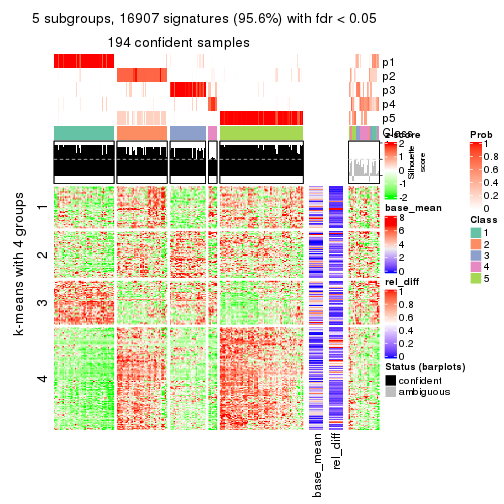 5 subgroups, 16907 signatures (95.6%) with fdr < 0.05
194 confident samples
p1
p2
p3
p4
p5
Class
Silhouette
score
1
2
3
4
k-means with 4 groups
base_mean
rel_diff
z-score
2
1
0
-1
-2
base_mean
8
6
4
2
0
rel_diff
1
0.8
0.6
0.4
0.2
0
Status (barplots)
confident
ambiguous
Prob
1
0.8
0.6
0.4
0.2
0
Class
1
2
3
4
5